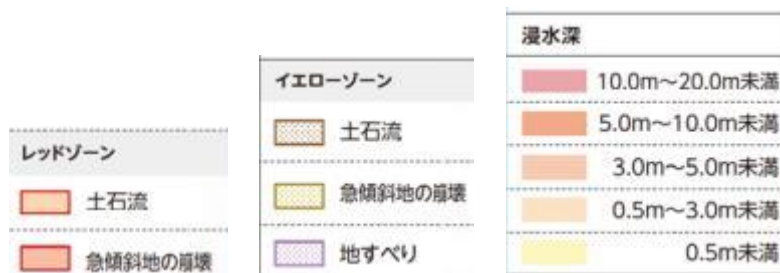 レッドゾーン
土石流
急傾斜地の崩壊
イエローゾーン
土石流
急傾斜地の崩壊
地すべり
浸水深
10.0m～20.0m未満
5.0m～10.0m未満
3.0m～5.0m未満
0.5m～3.0m未満
0.5m未満